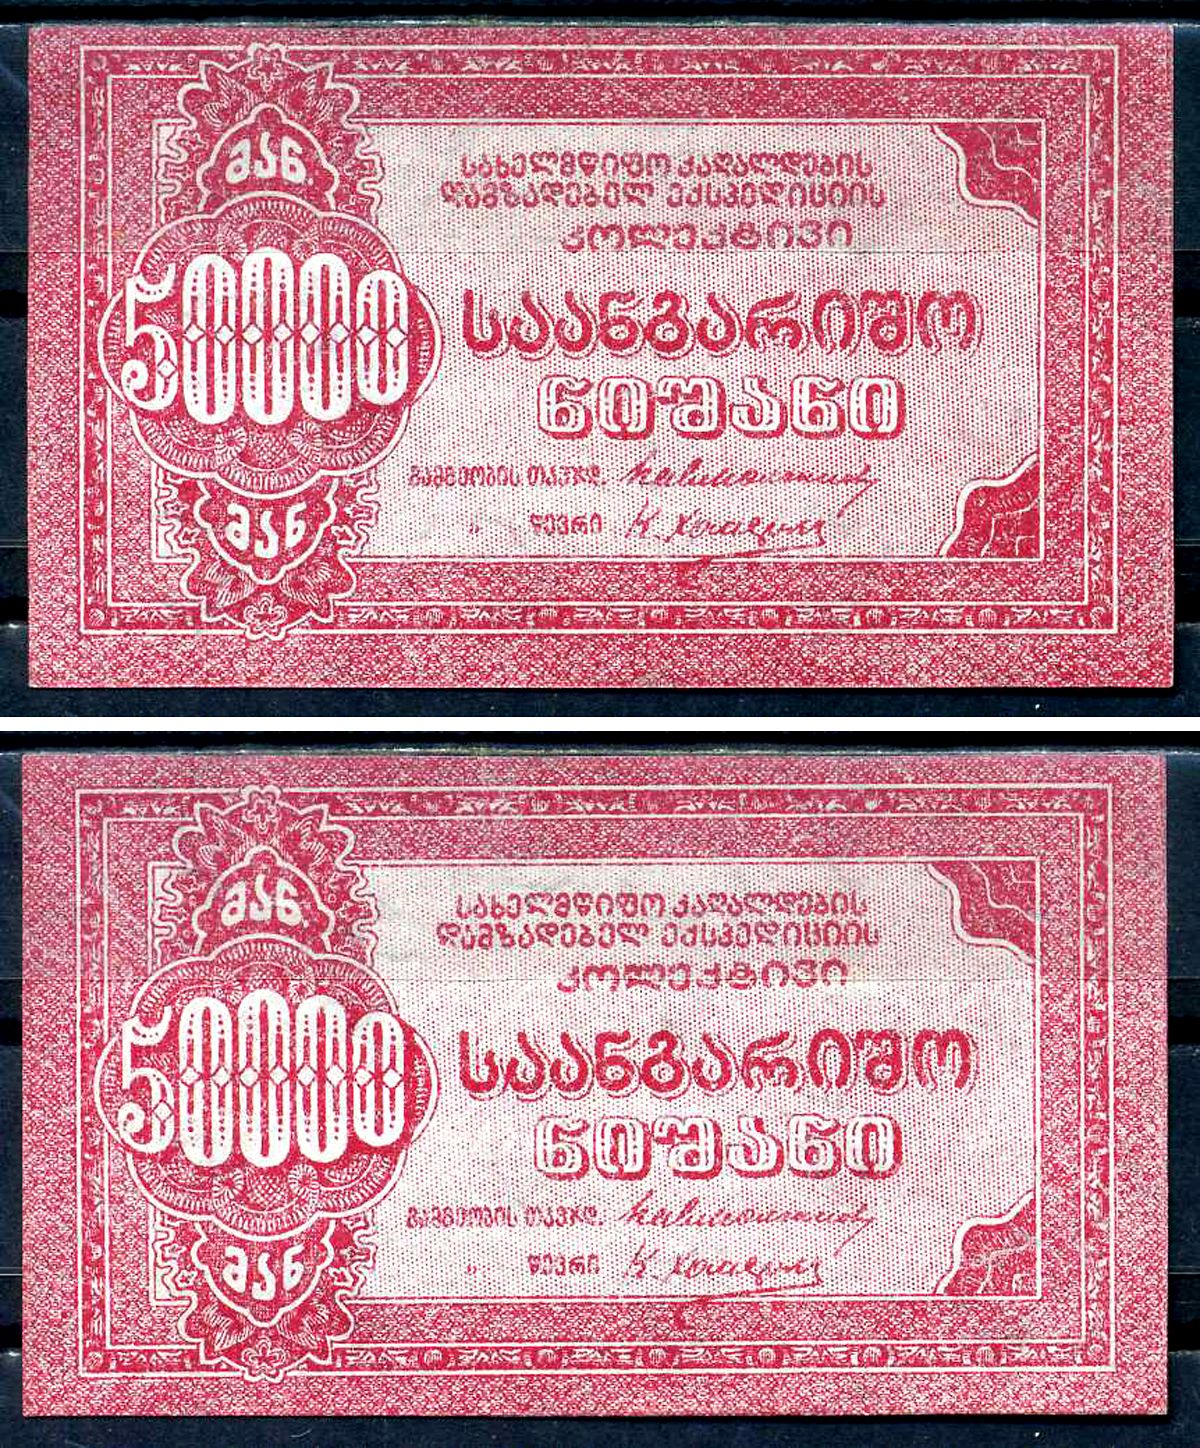 მან.
სახელმწიფო ქაღალდების
დამზადებელ ექსპედიციის
კოლექტივი
50000
საანგარიშო
ნიშანი
გამგეობის თავჯდ.
„ წევრი
მან
მან.
სახელმწიფო ქაღალდების
დამზადებელ ექსპედიციის
კოლექტივი
50000
საანგარიშო
ნიშანი
გამგეობის თავჯდ.
„ წევრი
მან